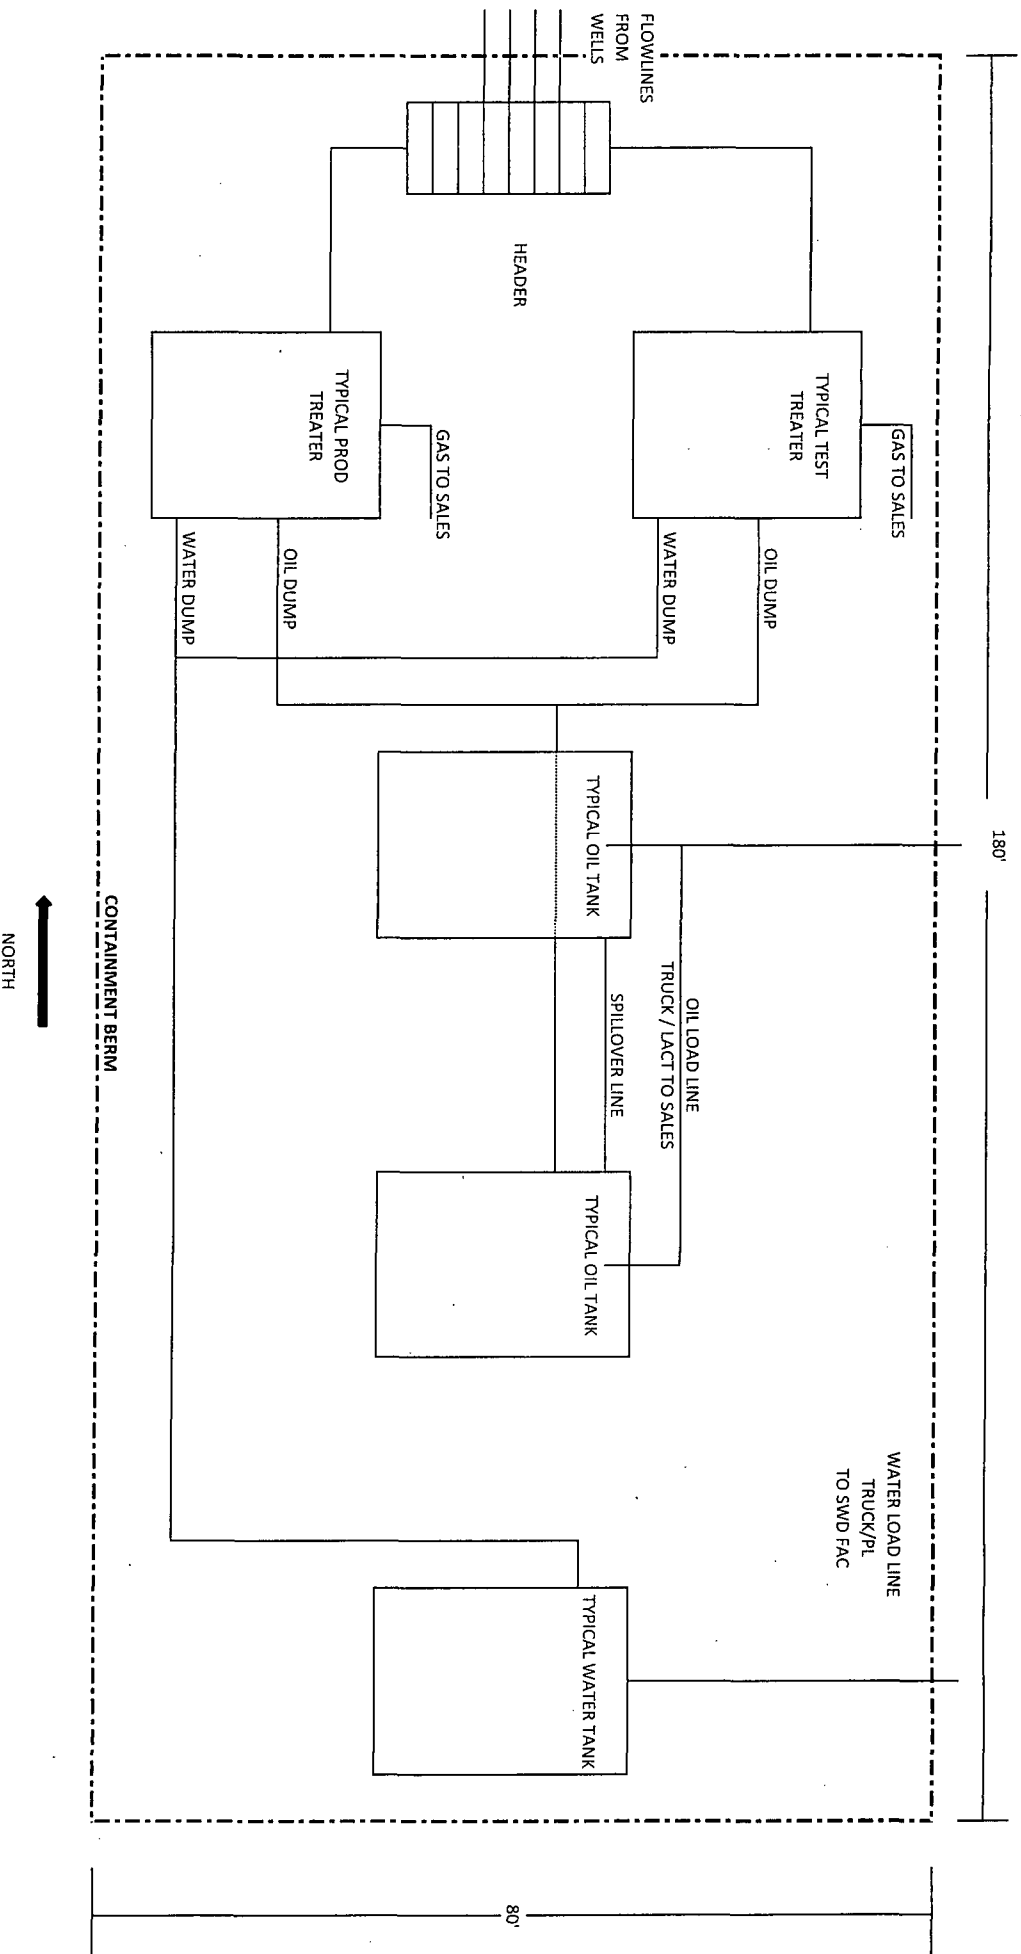 FLOWLINES
FROM
WELLS
HEADER
TYPICAL TEST
TREATER
GAS TO SALES
TYPICAL PROD
TREATER
GAS TO SALES
OIL DUMP
WATER DUMP
OIL DUMP
WATER DUMP
TYPICAL OIL TANK
180'
OIL LOAD LINE
TRUCK / LACT TO SALES
SPILLOVER LINE
TYPICAL OIL TANK
CONTAINMENT BERM
NORTH
WATER LOAD LINE
TRUCK/PL
TO SWD FAC
TYPICAL WATER TANK
80'